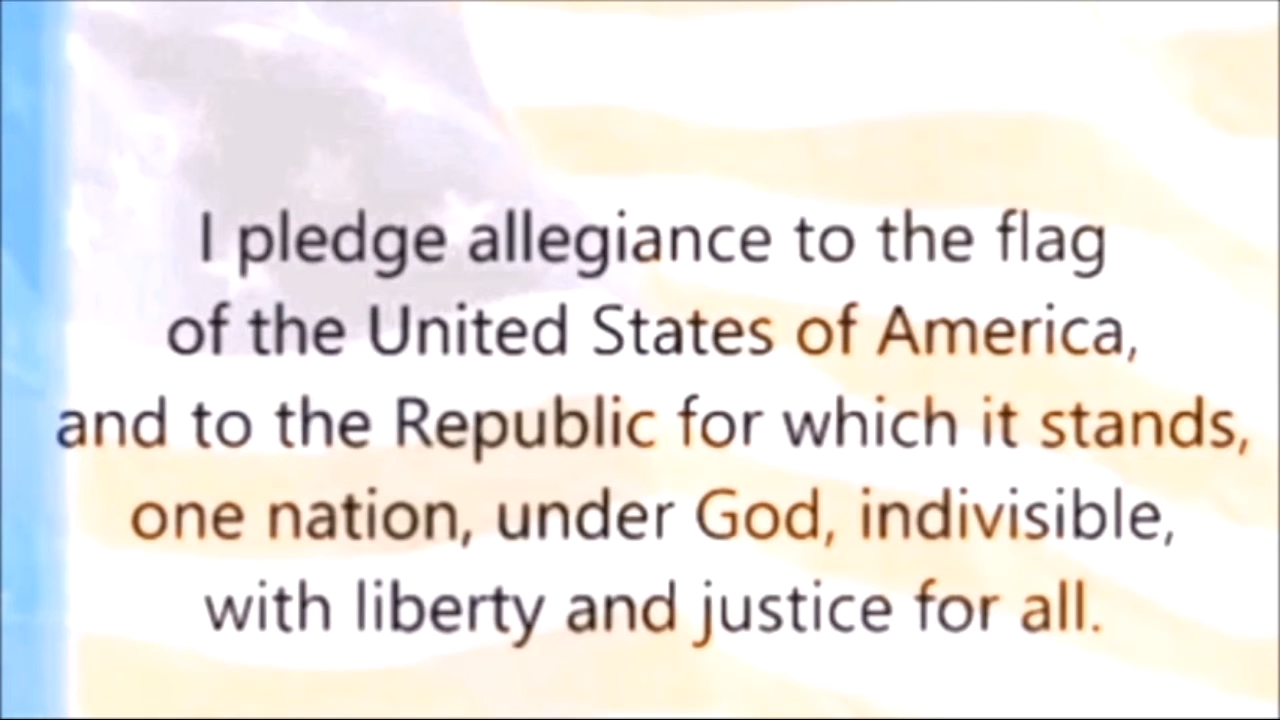 I pledge allegiance to the flag
of the United States of America,
and to the Republic for which it stands,
one nation, under God, indivisible,
with liberty and justice for all.